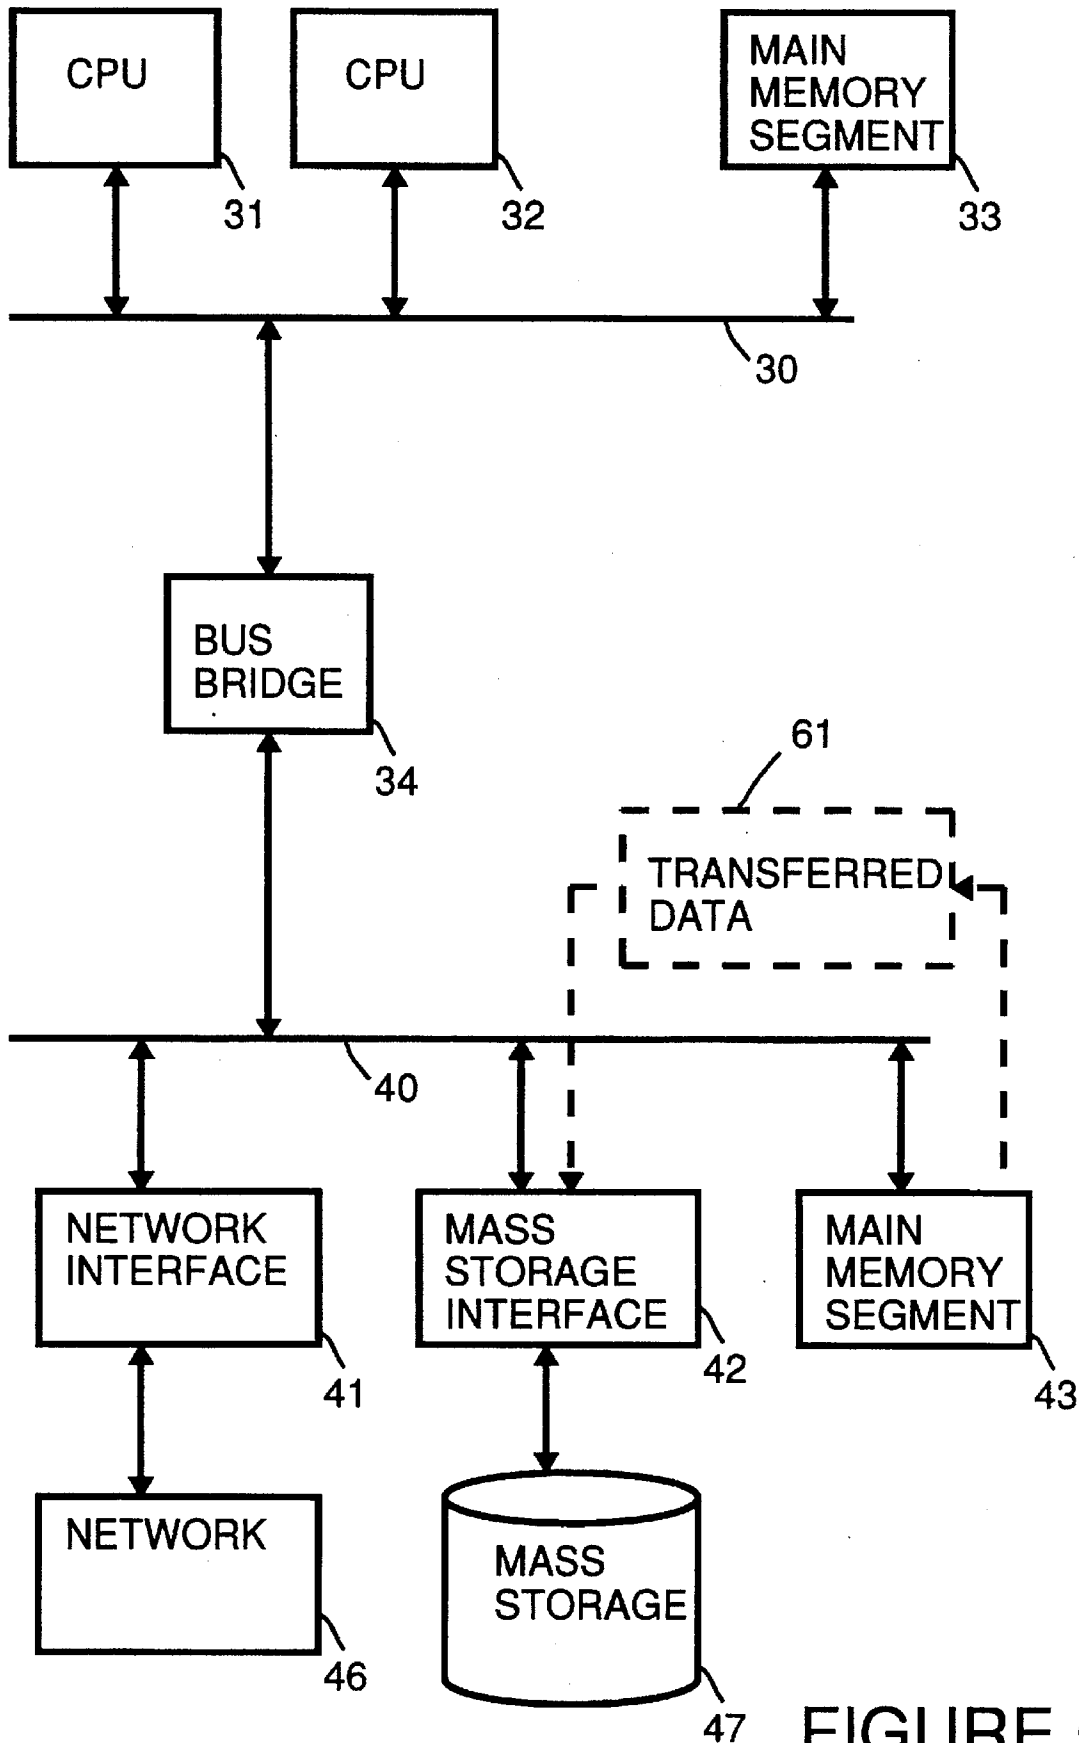 CPU
CPU
MAIN
MEMORY
SEGMENT
31
32
33
30
BUS
BRIDGE
34
61
TRANSFERRED
DATA
40
NETWORK
INTERFACE
MASS
STORAGE
INTERFACE
MAIN
MEMORY
SEGMENT
41
42
43
NETWORK
MASS
STORAGE
46
47
FIGURE